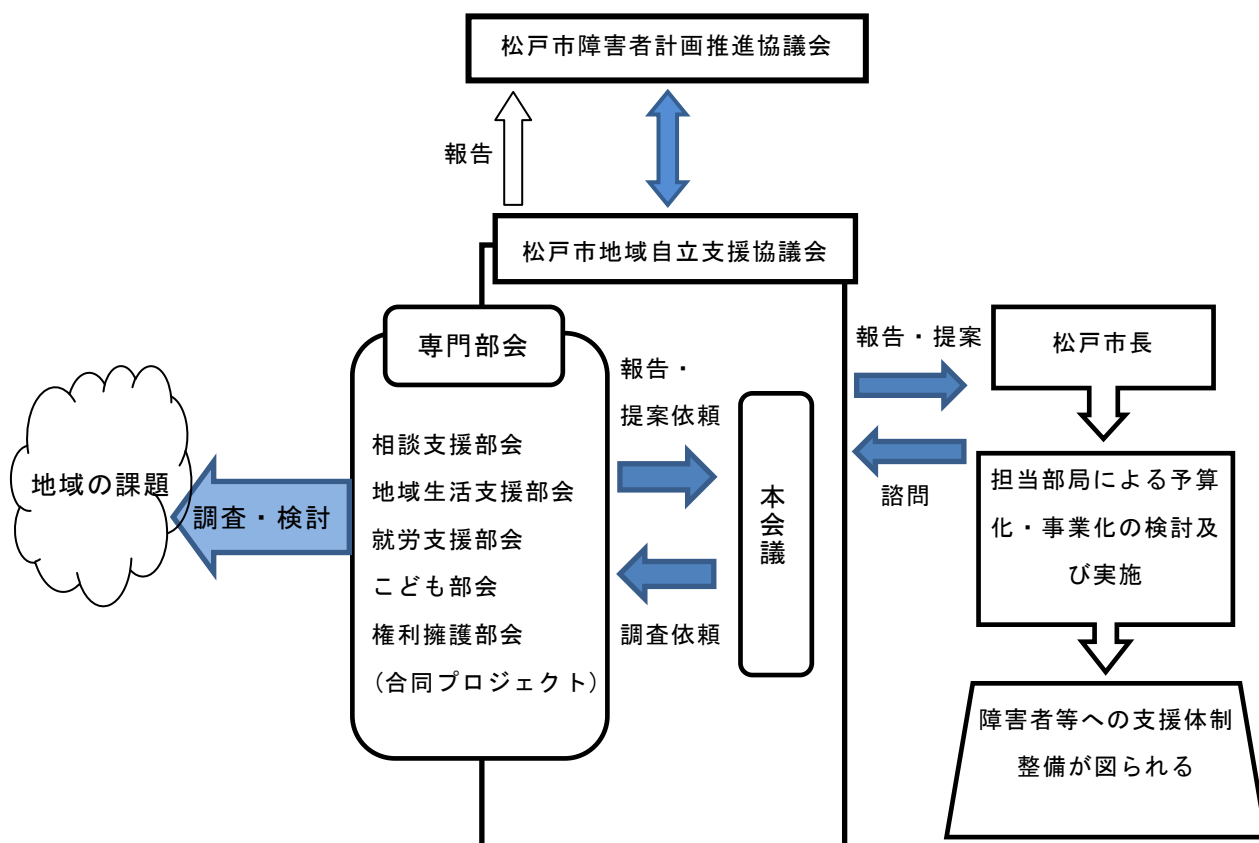 松戸市障害者計画推進協議会
報告
松戸市地域自立支援協議会
専門部会
相談支援部会
地域生活支援部会
就労支援部会
こども部会
権利擁護部会
(合同プロジェクト)
地域の課題
調査・検討
報告・
提案依頼
調査依頼
本会議
報告・提案
諮問
松戸市長
担当部局による予算
化・事業化の検討及
び実施
障害者等への支援体制
整備が図られる